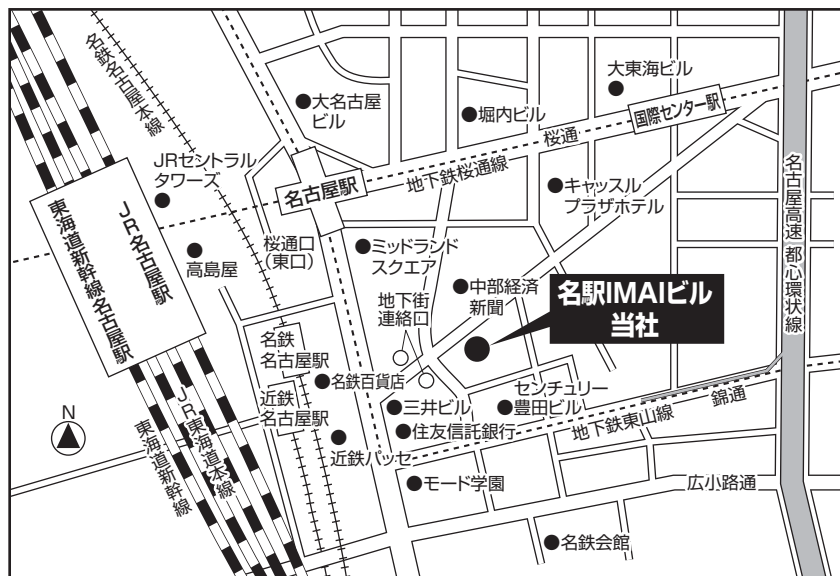 名鉄名古屋本線
大名古屋
ビル
堀内ビル
大東海ビル
国際センター駅
桜通
JRセントラル
タワーズ
名古屋駅
地下鉄桜通線
キャッスル
プラザホテル
名古屋高速 都心環状線
JR名古屋駅
東海道新幹線名古屋駅
高島屋
桜通口
(東口)
ミッドランド
スクエア
中部経済
新聞
名駅IMAIビル
当社
地下街
連絡口
名鉄
名古屋駅
名鉄百貨店
近鉄
名古屋駅
三井ビル
センチュリー
豊田ビル
住友信託銀行
地下鉄東山線
錦通
近鉄パッセ
N
東海道新幹線
JR東海道本線
モード学園
広小路通
名鉄会館